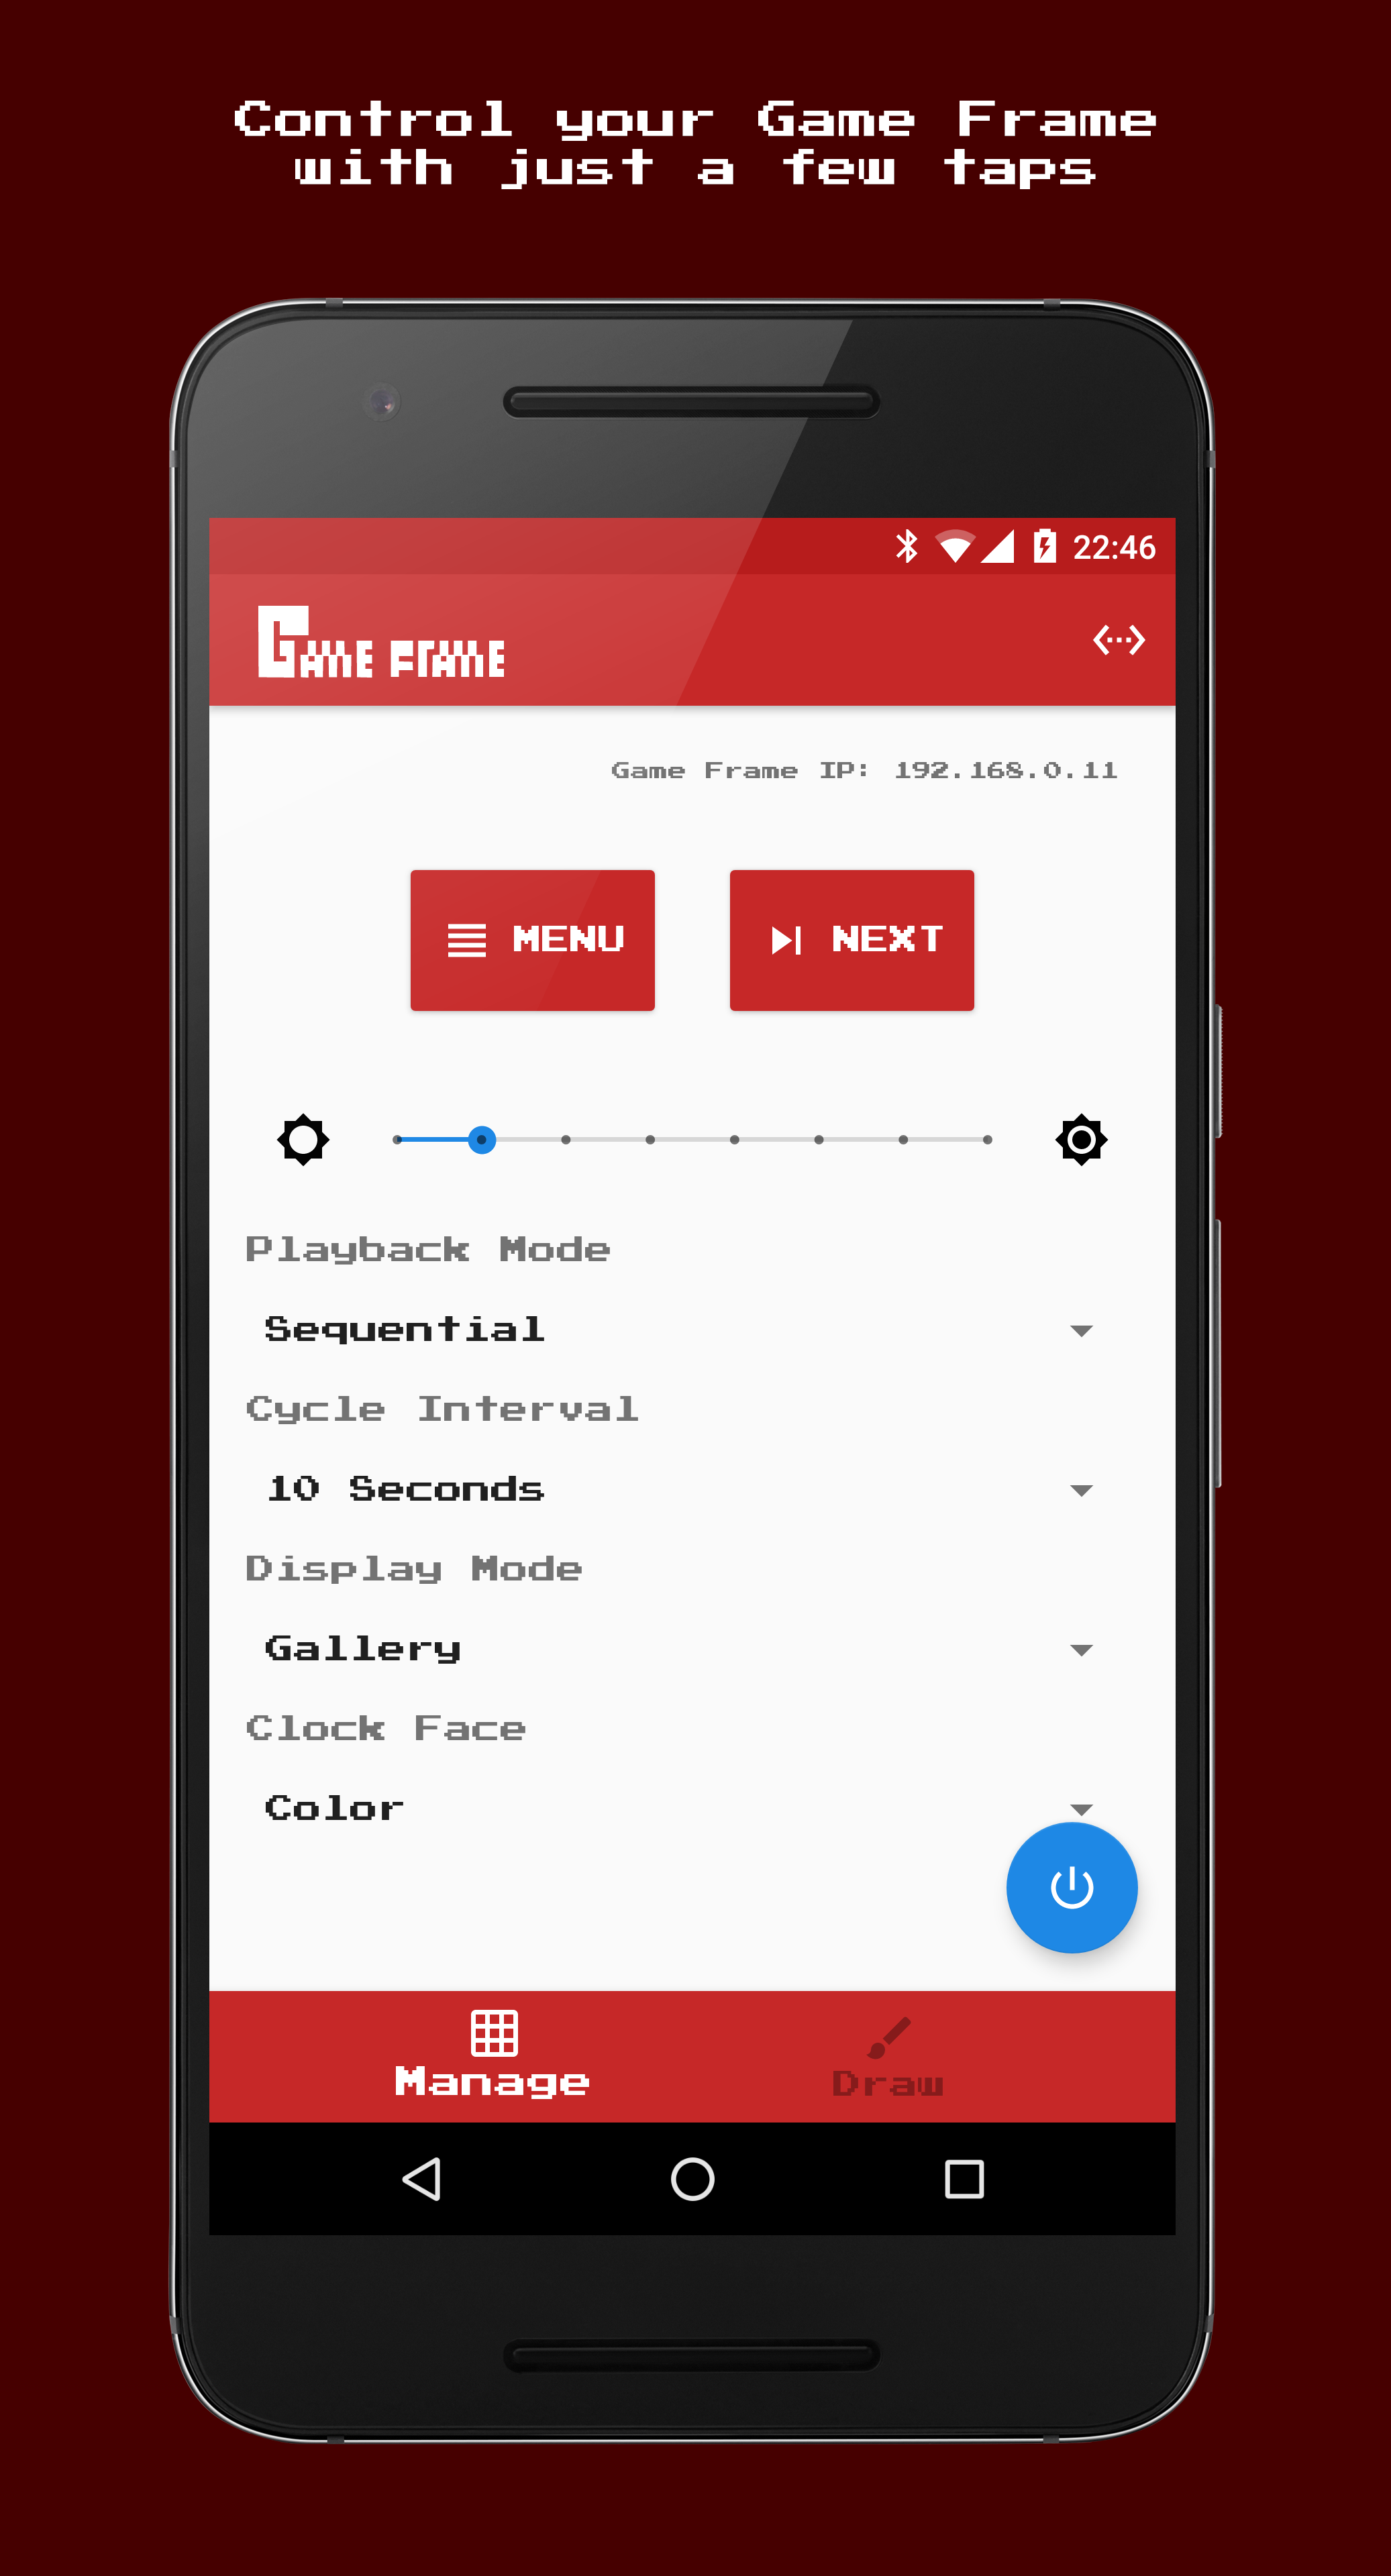 Control your Game Frame
with just a few taps
22:46
GAME FRAME
Game Frame IP: 192.168.0.11
MENU
NEXT
Playback Mode
Sequential
Cycle Interval
10 Seconds
Display Mode
Gallery
Clock Face
Color
Manage
Draw